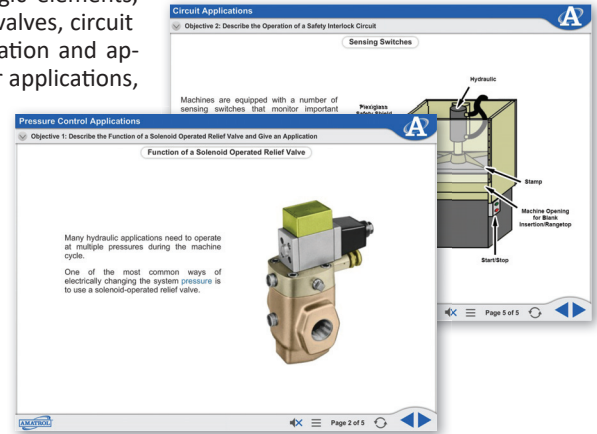 gic elements,
valves, circuit
ation and ap-
r applications,
Circuit Applications
Objective 2: Describe the Operation of a Safety Interlock Circuit
Sensing Switches
Machines are equipped with a number of
sensing switches that monitor important
Plexiglass
Safety Shield
Hydraulic
Stamp
Machine Opening
for Blank
Insertion/Rangetop
Start/Stop
Page 5 of 5
Pressure Control Applications
Objective 1: Describe the Function of a Solenoid Operated Relief Valve and Give an Application
Function of a Solenoid Operated Relief Valve
Many hydraulic applications need to operate
at multiple pressures during the machine
cycle.
One of the most common ways of
electrically changing the system pressure is
to use a solenoid-operated relief valve.
AMATROL
Page 2 of 5